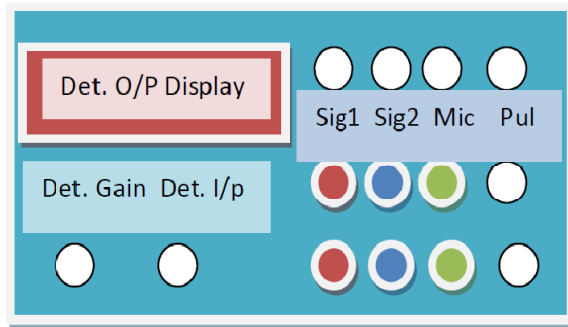 Det. O/P Display
Sig1 Sig2 Mic Pul
Det. Gain Det. I/p